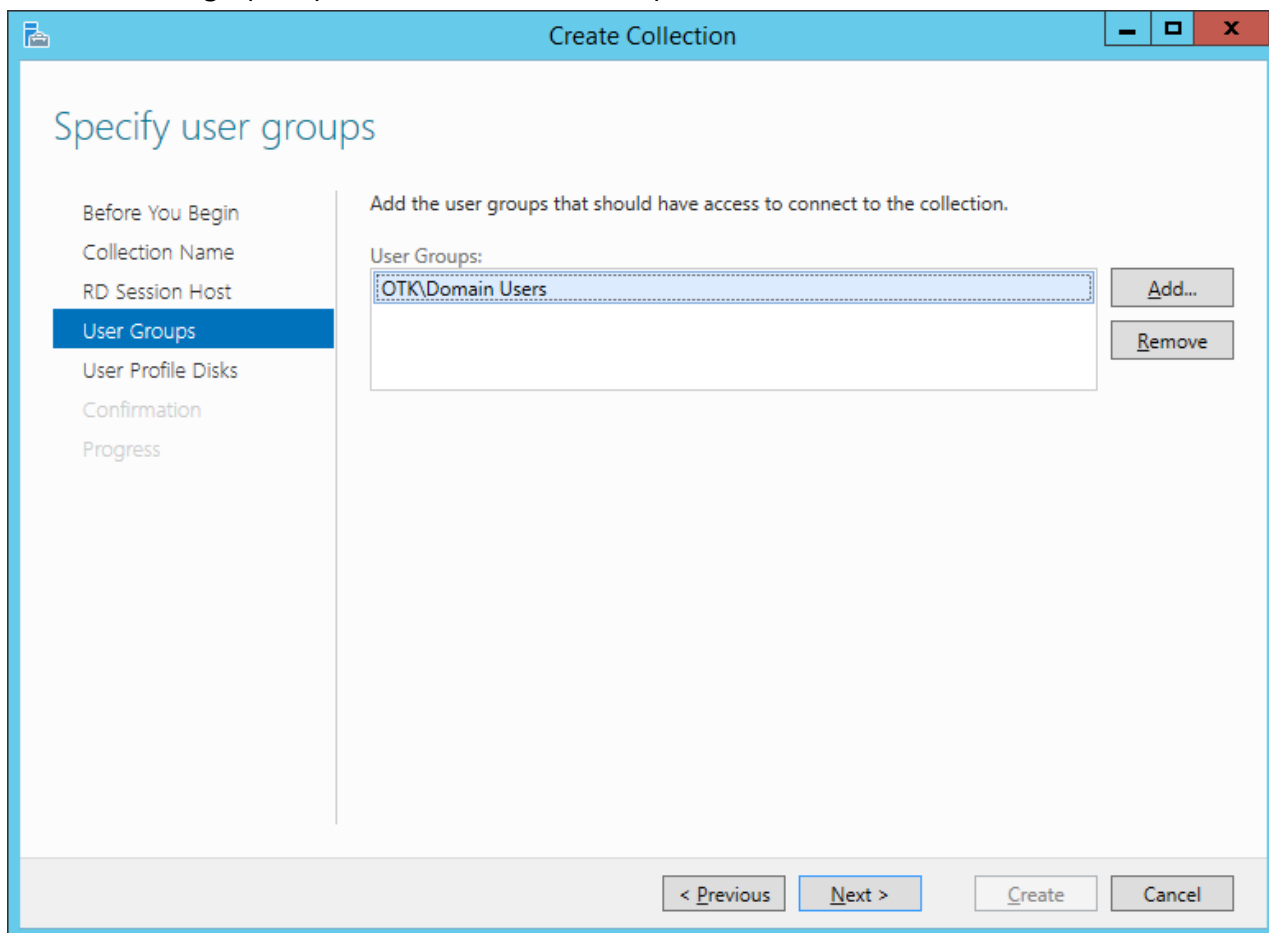 Create Collection
Specify user groups
Before You Begin
Collection Name
RD Session Host
User Groups
User Profile Disks
Confirmation
Progress
Add the user groups that should have access to connect to the collection.
User Groups:
OTK\Domain Users
Add...
Remove
< Previous
Next >
Create
Cancel